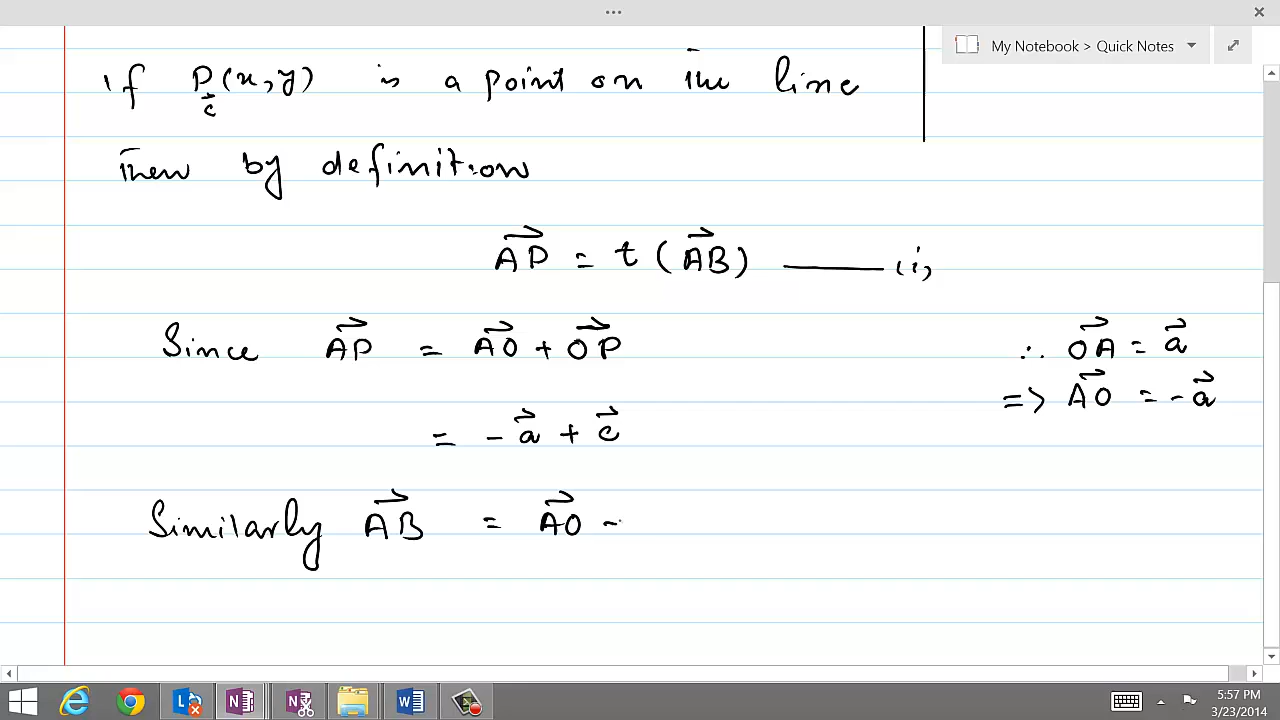 My Notebook > Quick Notes
if P(x,y) is a point on the line
c⃗
Then by definition
A͞P⃗ = t (AB⃗) ——— (i)
Since AP⃗ = AO⃗ + OP⃗
∴ OA⃗ = a⃗
=> AO⃗ = -a⃗
= - a⃗ + c⃗
Similarly AB⃗ = AO⃗ -
5:57 PM
3/23/2014